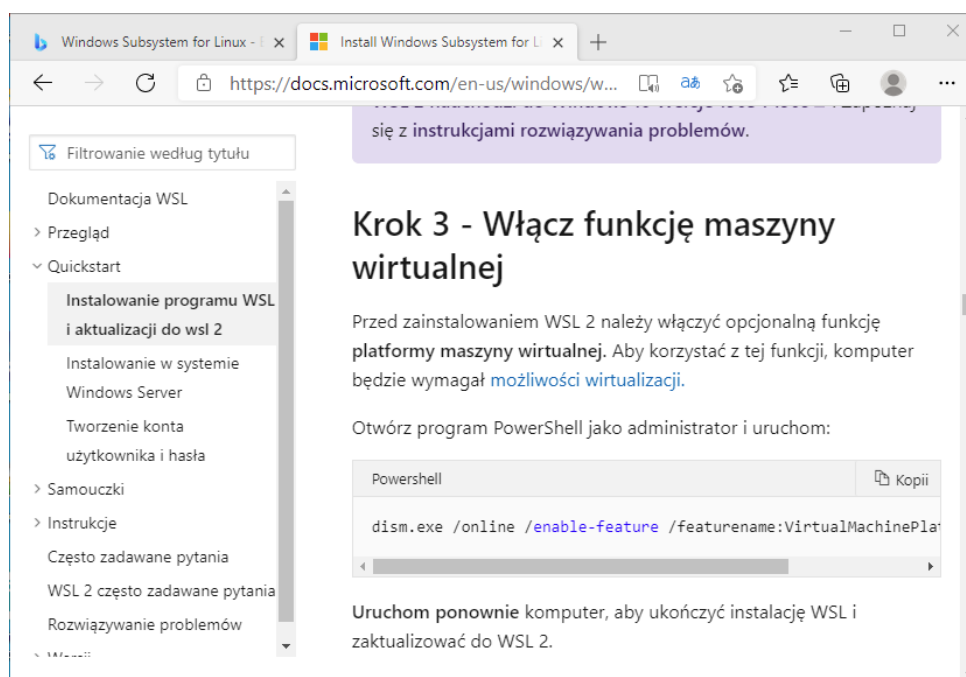 Windows Subsystem for Linux -
Install Windows Subsystem for Li
https://docs.microsoft.com/en-us/windows/w...
się z instrukcjami rozwiązywania problemów.
Filtrowanie według tytułu
Dokumentacja WSL
Przegląd
Quickstart
Instalowanie programu WSL
i aktualizacji do wsl 2
Instalowanie w systemie
Windows Server
Tworzenie konta
użytkownika i hasła
Samouczki
Instrukcje
Często zadawane pytania
WSL 2 często zadawane pytania
Rozwiązywanie problemów
Krok 3 - Włącz funkcję maszyny
wirtualnej
Przed zainstalowaniem WSL 2 należy włączyć opcjonalną funkcję
platformy maszyny wirtualnej. Aby korzystać z tej funkcji, komputer
będzie wymagał możliwości wirtualizacji.
Otwórz program PowerShell jako administrator i uruchom:
Powershell
Kopii
dism.exe /online /enable-feature /featurename:VirtualMachinePla
Uruchom ponownie komputer, aby ukończyć instalację WSL i
zaktualizować do WSL 2.